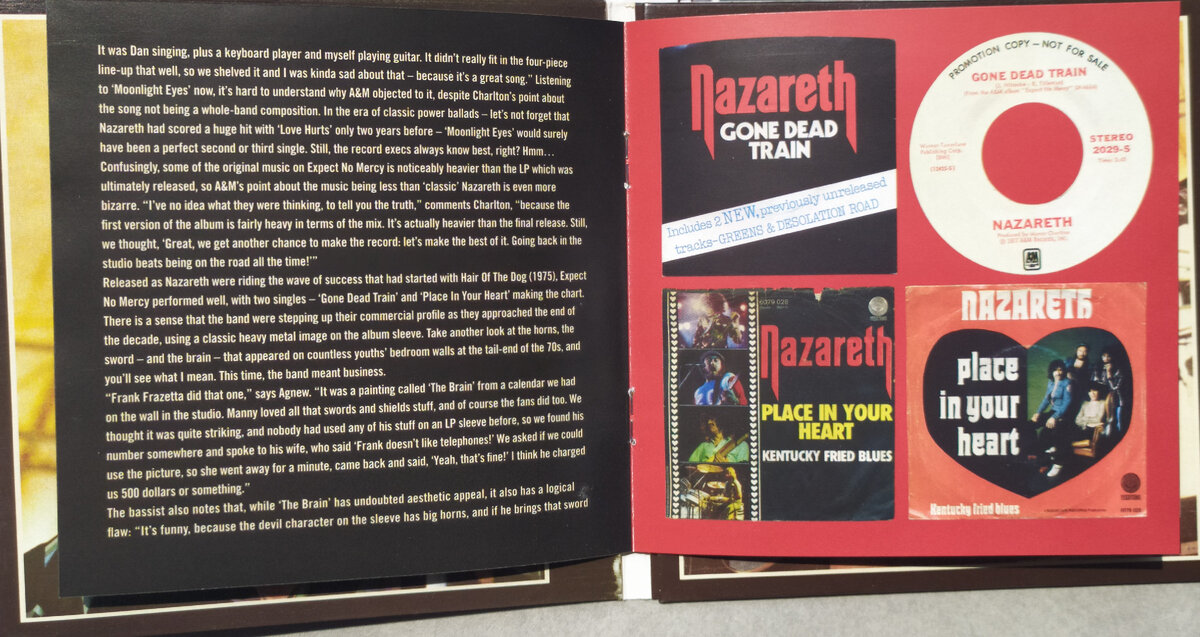 It was Dan singing, plus a keyboard player and myself playing guitar. It didn't really fit in the four-piece
line-up that well, so we shelved it and I was kinda sad about that – because it's a great song.” Listening
to ‘Moonlight Eyes’ now, it's hard to understand why A&M objected to it, despite Charlton's point about
the song not being a whole-band composition. In the era of classic power ballads – let's not forget that
Nazareth had scored a huge hit with ‘Love Hurts’ only two years before – ‘Moonlight Eyes’ would surely
have been a perfect second or third single. Still, the record execs always know best, right? Hmm…
Confusingly, some of the original music on Expect No Mercy is noticeably heavier than the LP which was
ultimately released, so A&M's point about the music being less than ‘classic’ Nazareth is even more
bizarre. “I've no idea what they were thinking, to tell you the truth,” comments Charlton, “because the
first version of the album is fairly heavy in terms of the mix. It's actually heavier than the final release. Still,
we thought, ‘Great, we get another chance to make the record: let's make the best of it. Going back in the
studio beats being on the road all the time!’”
Released as Nazareth were riding the wave of success that had started with Hair Of The Dog (1975), Expect
No Mercy performed well, with two singles – ‘Gone Dead Train’ and ‘Place In Your Heart’ making the chart.
There is a sense that the band were stepping up their commercial profile as they approached the end of
the decade, using a classic heavy metal image on the album sleeve. Take another look at the horns, the
sword – and the brain – that appeared on countless youths' bedroom walls at the tail-end of the 70s, and
you'll see what I mean. This time, the band meant business.
“Frank Frazetta did that one,” says Agnew. “It was a painting called ‘The Brain’ from a calendar we had
on the wall in the studio. Manny loved all that swords and shields stuff, and of course the fans did too. We
thought it was quite striking, and nobody had used any of his stuff on an LP sleeve before, so we found his
number somewhere and spoke to his wife, who said ‘Frank doesn't like telephones!’ We asked if we could
use the picture, so she went away for a minute, came back and said, ‘Yeah, that's fine!’ I think he charged
us 500 dollars or something.”
The bassist also notes that, while ‘The Brain’ has undoubted aesthetic appeal, it also has a logical
flaw: “It's funny, because the devil character on the sleeve has big horns, and if he brings that sword
Nazareth
GONE DEAD
TRAIN
Includes 2 NEW, previously unreleased
tracks-GREENS & DESOLATION ROAD
PROMOTION COPY – NOT FOR SALE
GONE DEAD TRAIN
STEREO
2029-S
NAZARETH
6079 028
Nazareth
PLACE IN YOUR
HEART
KENTUCKY FRIED BLUES
NAZARETH
place
in your
heart
Kentucky fried blues